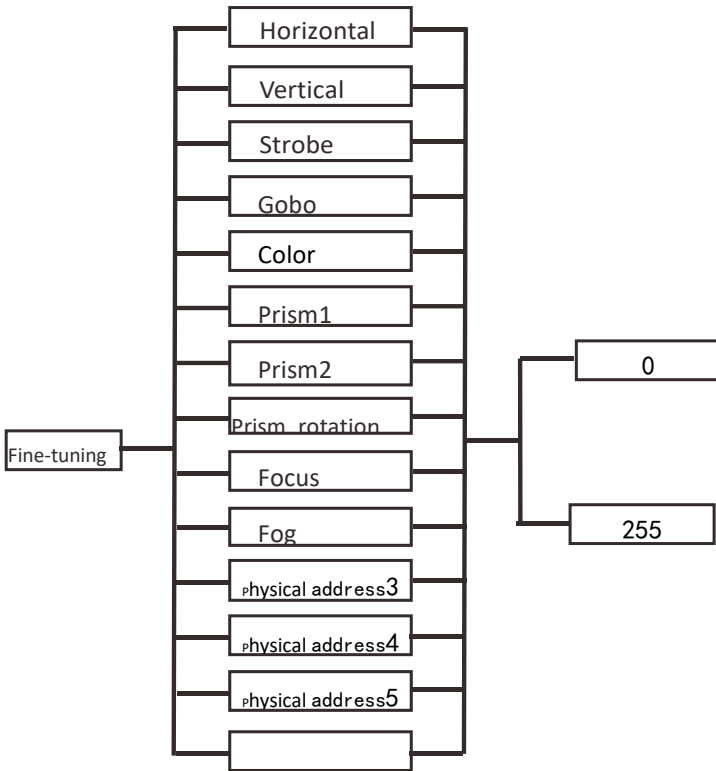 Horizontal
Vertical
Strobe
Gobo
Color
Prism1
Prism2
Prism rotation
Focus
Fog
Physical address3
Physical address4
Physical address5
Fine-tuning
0
255